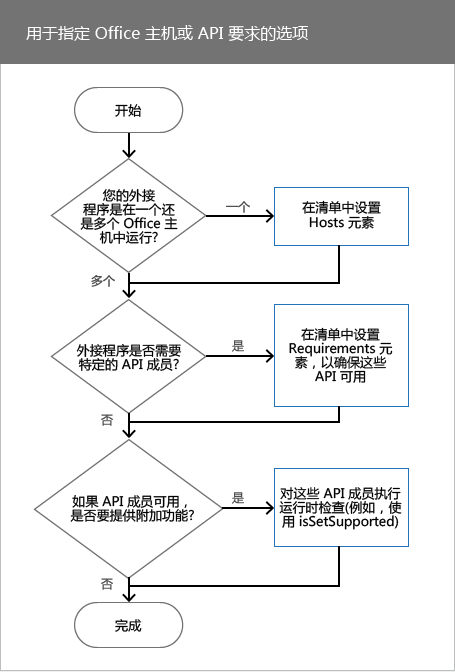 用于指定 Office 主机或 API 要求的选项
开始
您的外接
程序是在一个还
是多个 Office 主
机中运行?
一个
在清单中设置
Hosts 元素
多个
外接程序是否需要
特定的 API 成员?
是
在清单中设置
Requirements 元
素，以确保这些
API 可用
否
如果 API 成员可用，
是否要提供附加功能?
是
对这些 API 成员执行
运行时检查(例如，使
用 isSetSupported)
否
完成